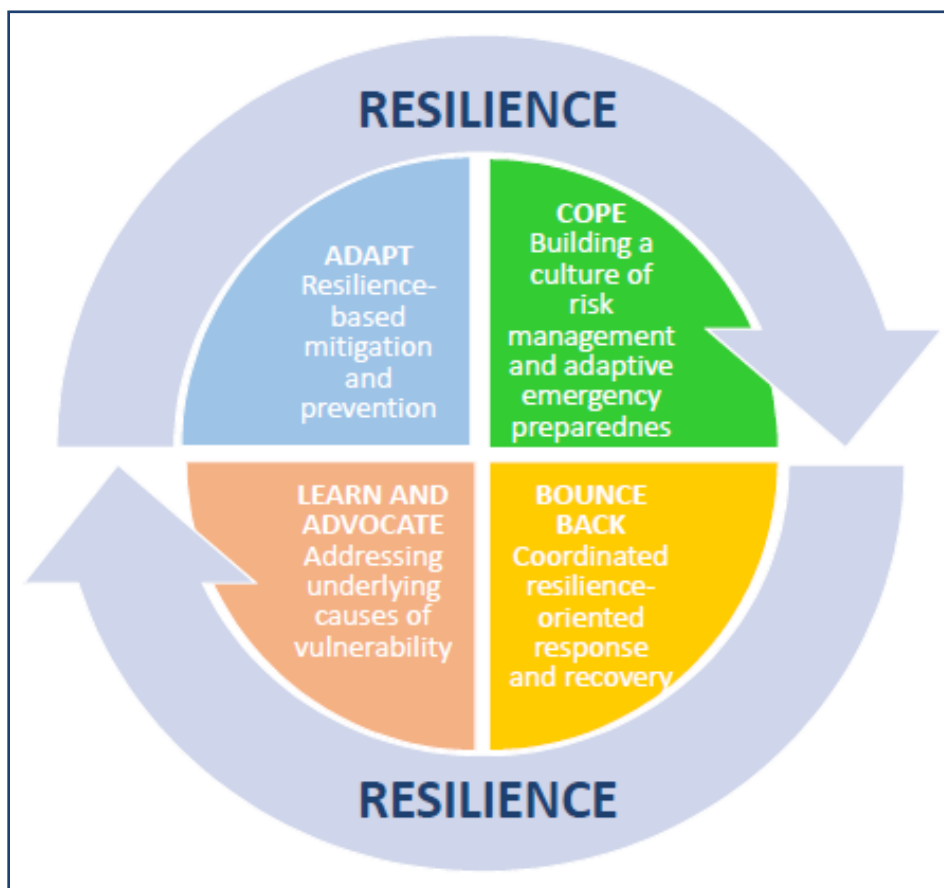 RESILIENCE
ADAPT
Resilience-
based
mitigation
and
prevention
COPE
Building a
culture of
risk
management
and adaptive
emergency
preparednes
LEARN AND
ADVOCATE
Addressing
underlying
causes of
vulnerability
BOUNCE
BACK
Coordinated
resilience-
oriented
response
and recovery
RESILIENCE